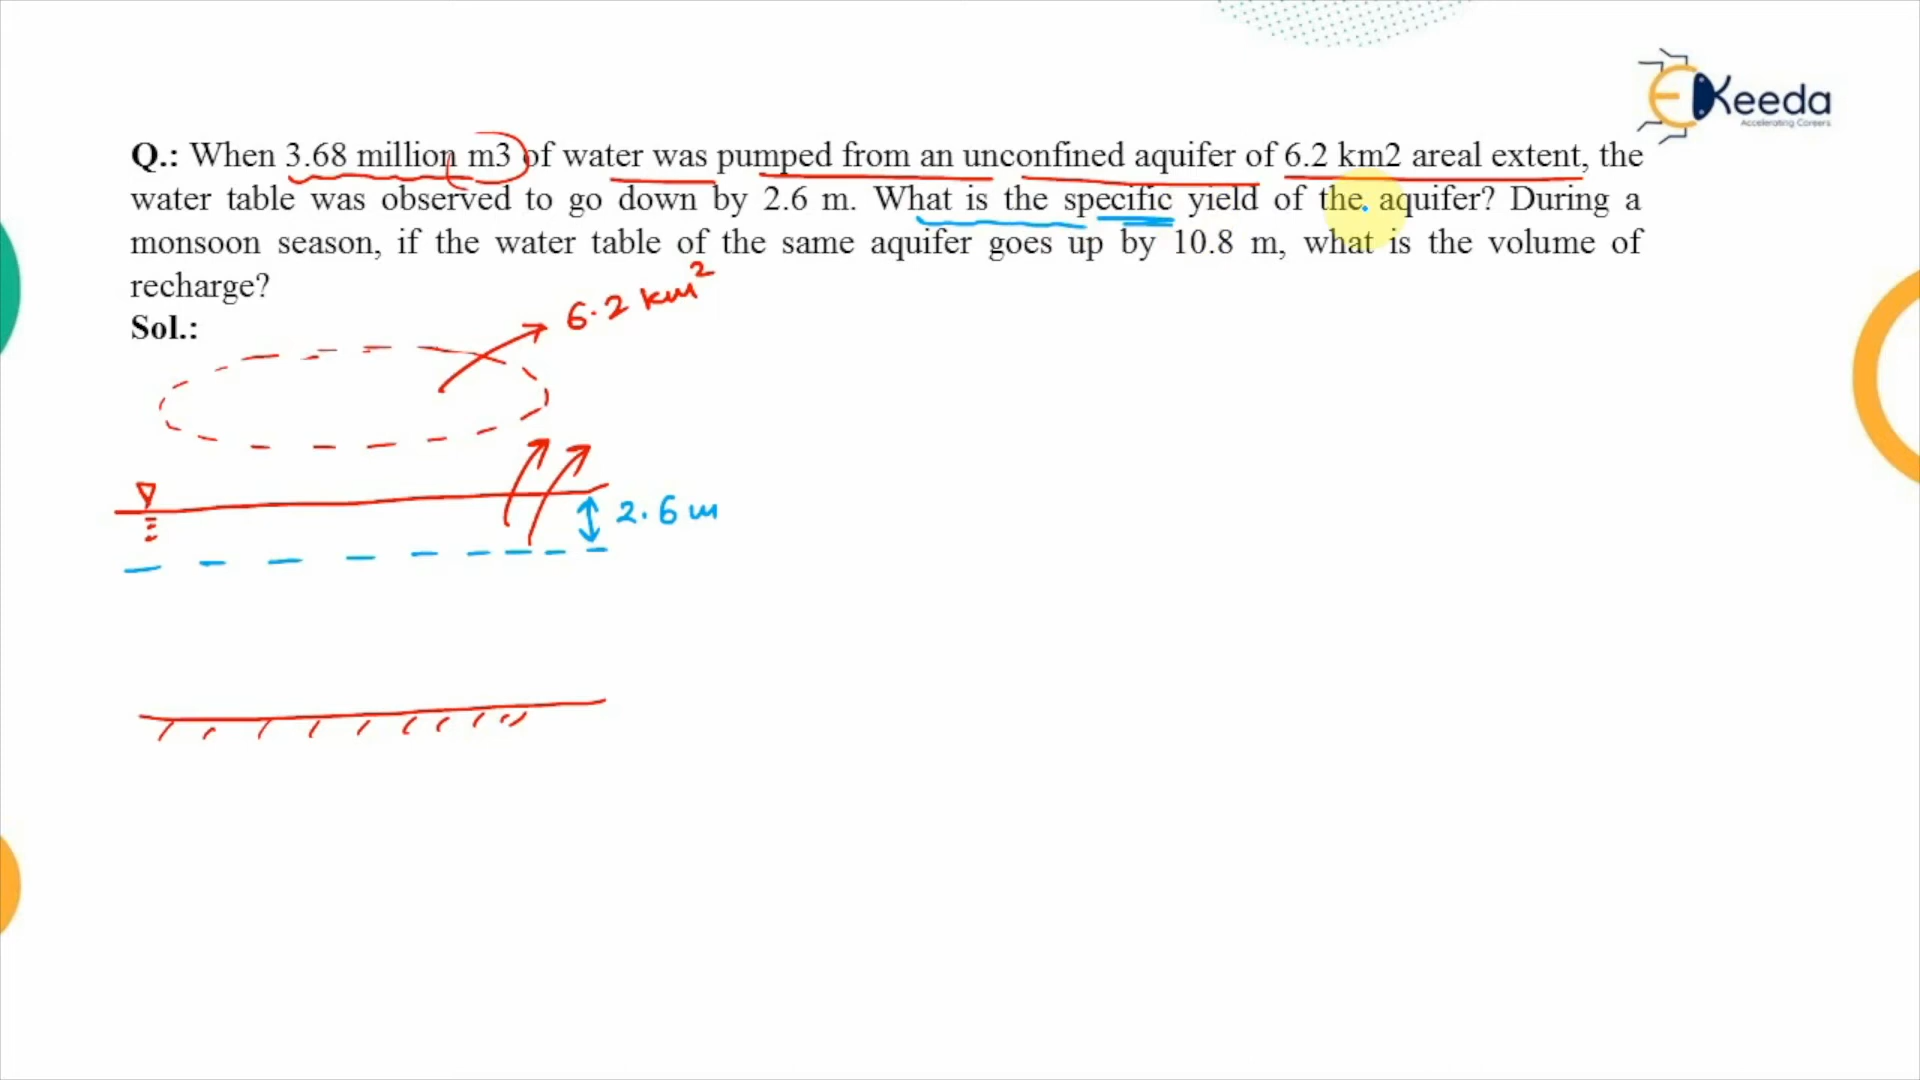 EKeeda
Accelerating Careers
Q.: When 3.68 million m3 of water was pumped from an unconfined aquifer of 6.2 km2 areal extent, the
water table was observed to go down by 2.6 m. What is the specific yield of the aquifer? During a
monsoon season, if the water table of the same aquifer goes up by 10.8 m, what is the volume of
recharge?
Sol.:
6.2 km²
2.6 m